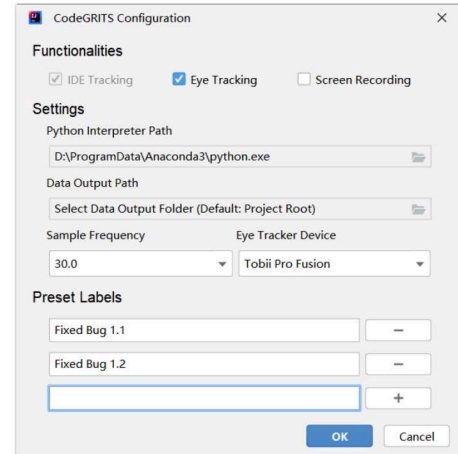 CodeGRITS Configuration
Functionalities
IDE Tracking Eye Tracking Screen Recording
Settings
Python Interpreter Path
D:\ProgramData\Anaconda3\python.exe
Data Output Path
Select Data Output Folder (Default: Project Root)
Sample Frequency Eye Tracker Device
30.0 Tobii Pro Fusion
Preset Labels
Fixed Bug 1.1 −
Fixed Bug 1.2 −
+
OK Cancel